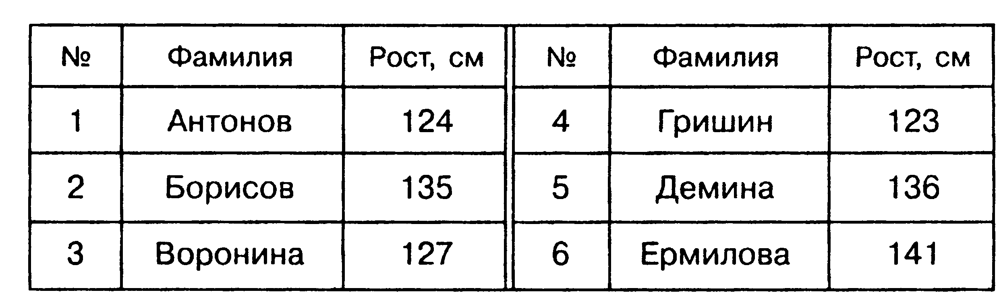 № Фамилия Рост, см № Фамилия Рост, см
1 Антонов 124 4 Гришин 123
2 Борисов 135 5 Демина 136
3 Воронина 127 6 Ермилова 141